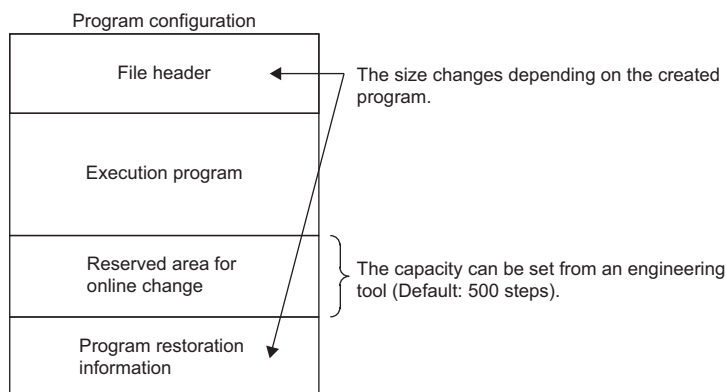 Program configuration
File header
The size changes depending on the created
program.
Execution program
Reserved area for
online change
The capacity can be set from an engineering
tool (Default: 500 steps).
Program restoration
information